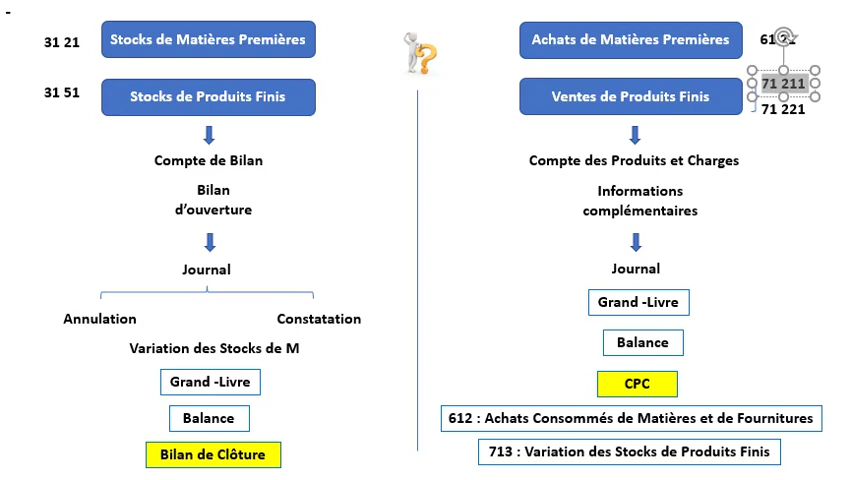 -
31 21
Stocks de Matières Premières
31 51
Stocks de Produits Finis
Compte de Bilan
Bilan
d’ouverture
Journal
Annulation
Constatation
Variation des Stocks de M
Grand -Livre
Balance
Bilan de Clôture
Achats de Matières Premières
Ventes de Produits Finis
71 211
71 221
Compte des Produits et Charges
Informations
complémentaires
Journal
Grand -Livre
Balance
CPC
612 : Achats Consommés de Matières et de Fournitures
713 : Variation des Stocks de Produits Finis